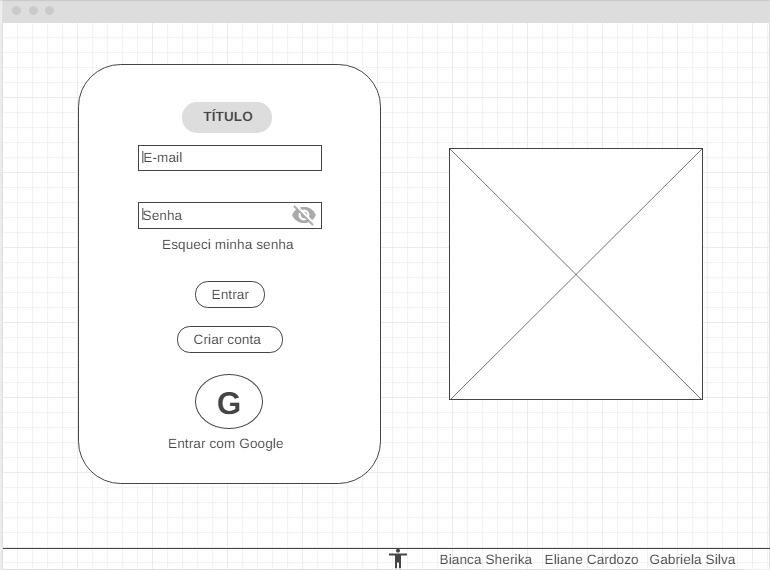 TÍTULO
E-mail
Senha
Esqueci minha senha
Entrar
Criar conta
G
Entrar com Google
Bianca Sherika Eliane Cardozo Gabriela Silva